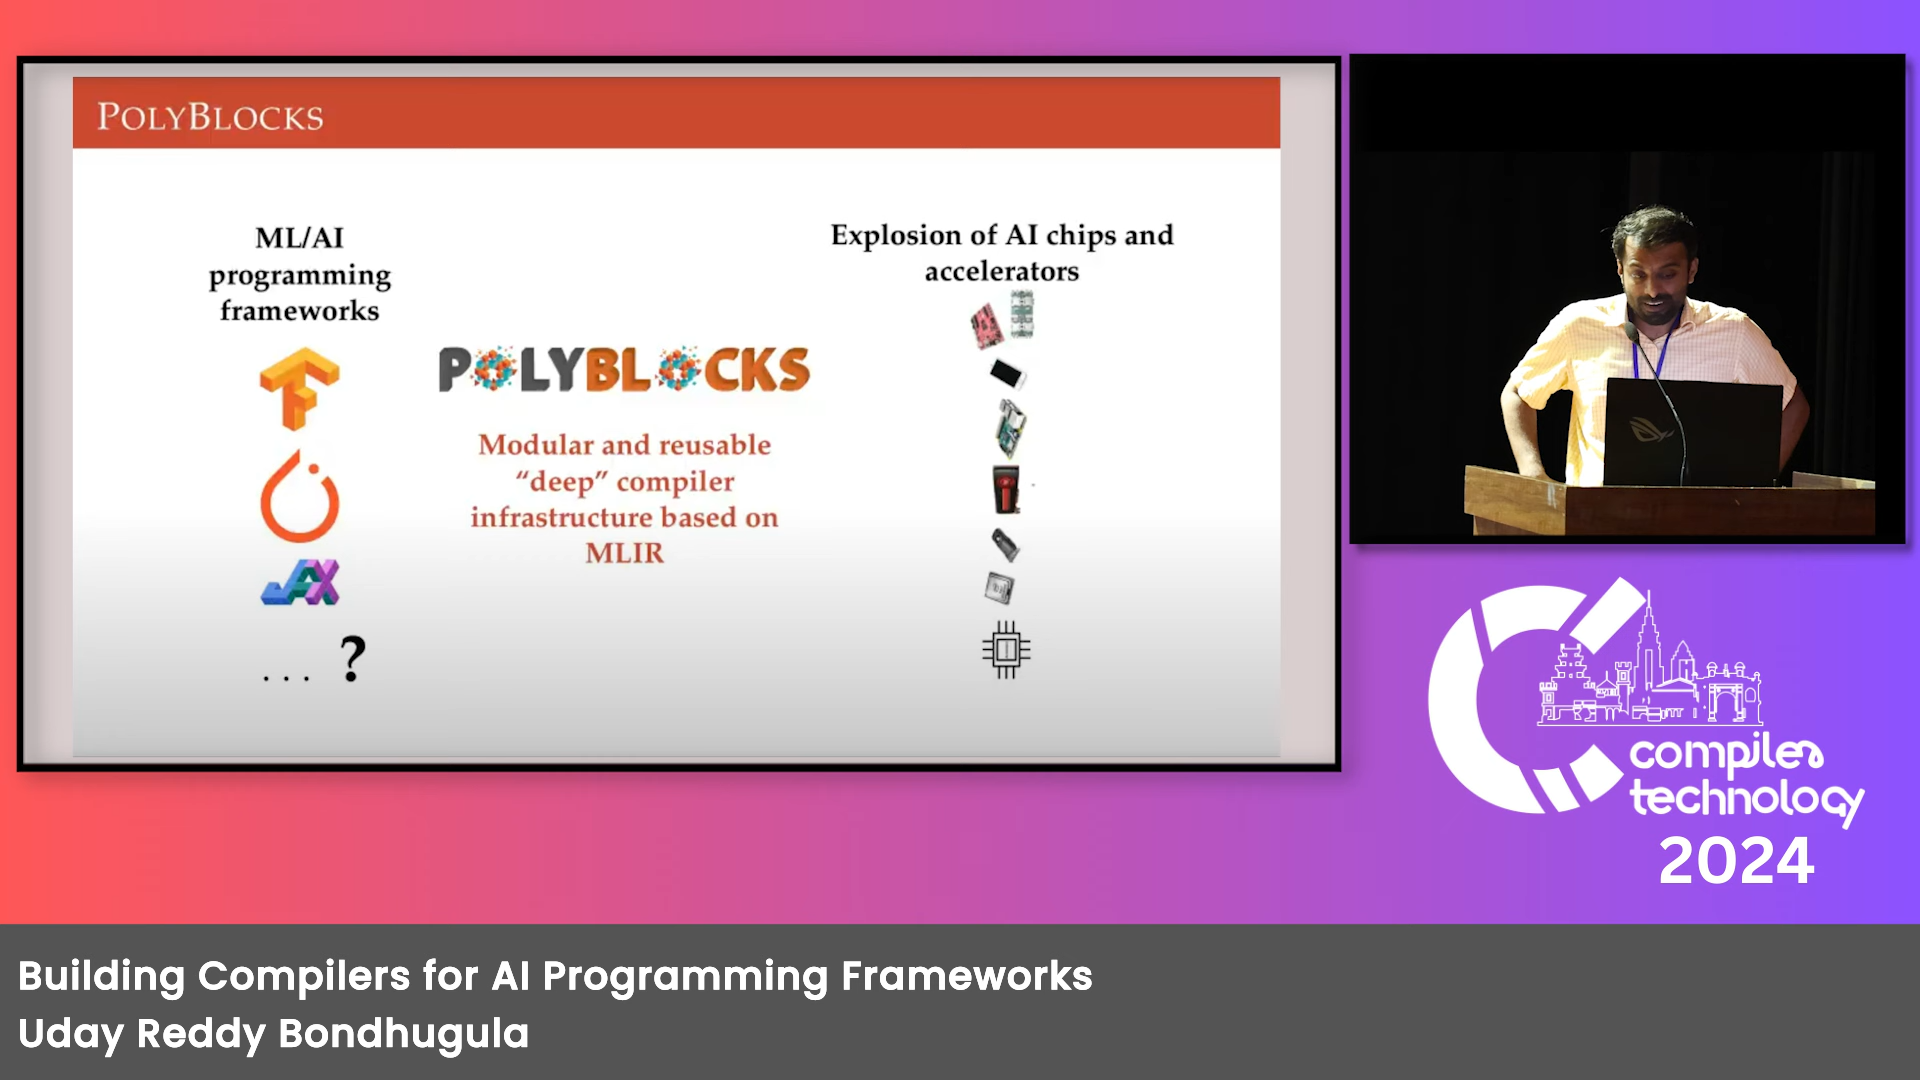 POLYBLOCKS
ML/AI
programming
frameworks
Explosion of AI chips and
accelerators
POLYBLOCKS
Modular and reusable
“deep” compiler
infrastructure based on
MLIR
JAX
... ?
compiler
technology
2024
Building Compilers for AI Programming Frameworks
Uday Reddy Bondhugula